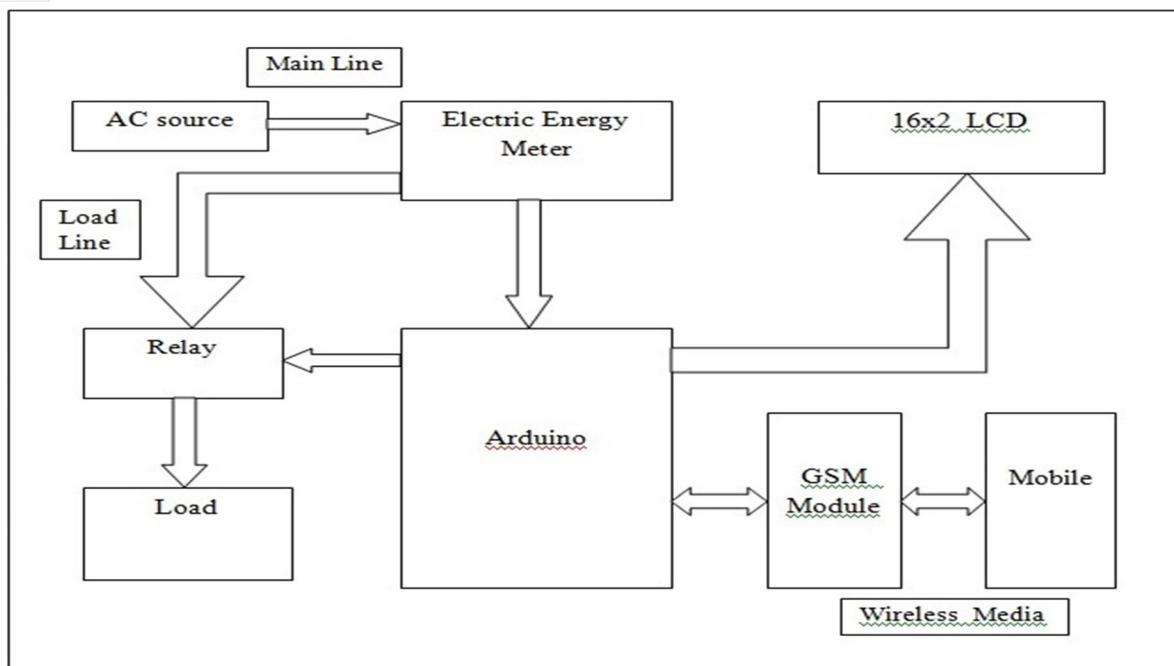 Main Line
AC source
Electric Energy
Meter
16x2 LCD
Load
Line
Relay
Arduino
Load
GSM
Module
Mobile
Wireless Media